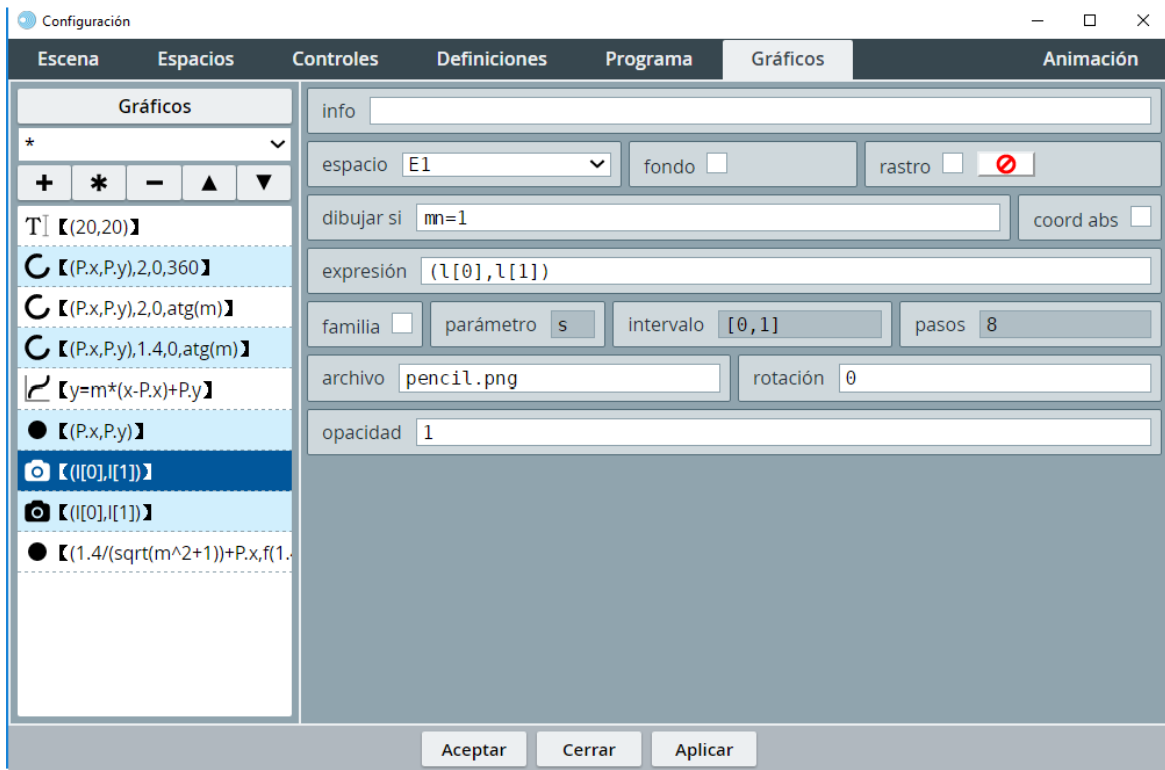 Configuración
Escena Espacios Controles Definiciones Programa Gráficos Animación
Gráficos
*
+ * − ▲ ▼
T 【(20,20)】
【(P.x,P.y),2,0,360】
【(P.x,P.y),2,0,atg(m)】
【(P.x,P.y),1.4,0,atg(m)】
【y=m*(x-P.x)+P.y】
【(P.x,P.y)】
【(l[0],l[1])】
【(l[0],l[1])】
【(1.4/(sqrt(m^2+1))+P.x,f(1.
info
espacio E1 fondo rastro
dibujar si mn=1 coord abs
expresión (l[0],l[1])
familia parámetro s intervalo [0,1] pasos 8
archivo pencil.png rotación 0
opacidad 1
Aceptar Cerrar Aplicar